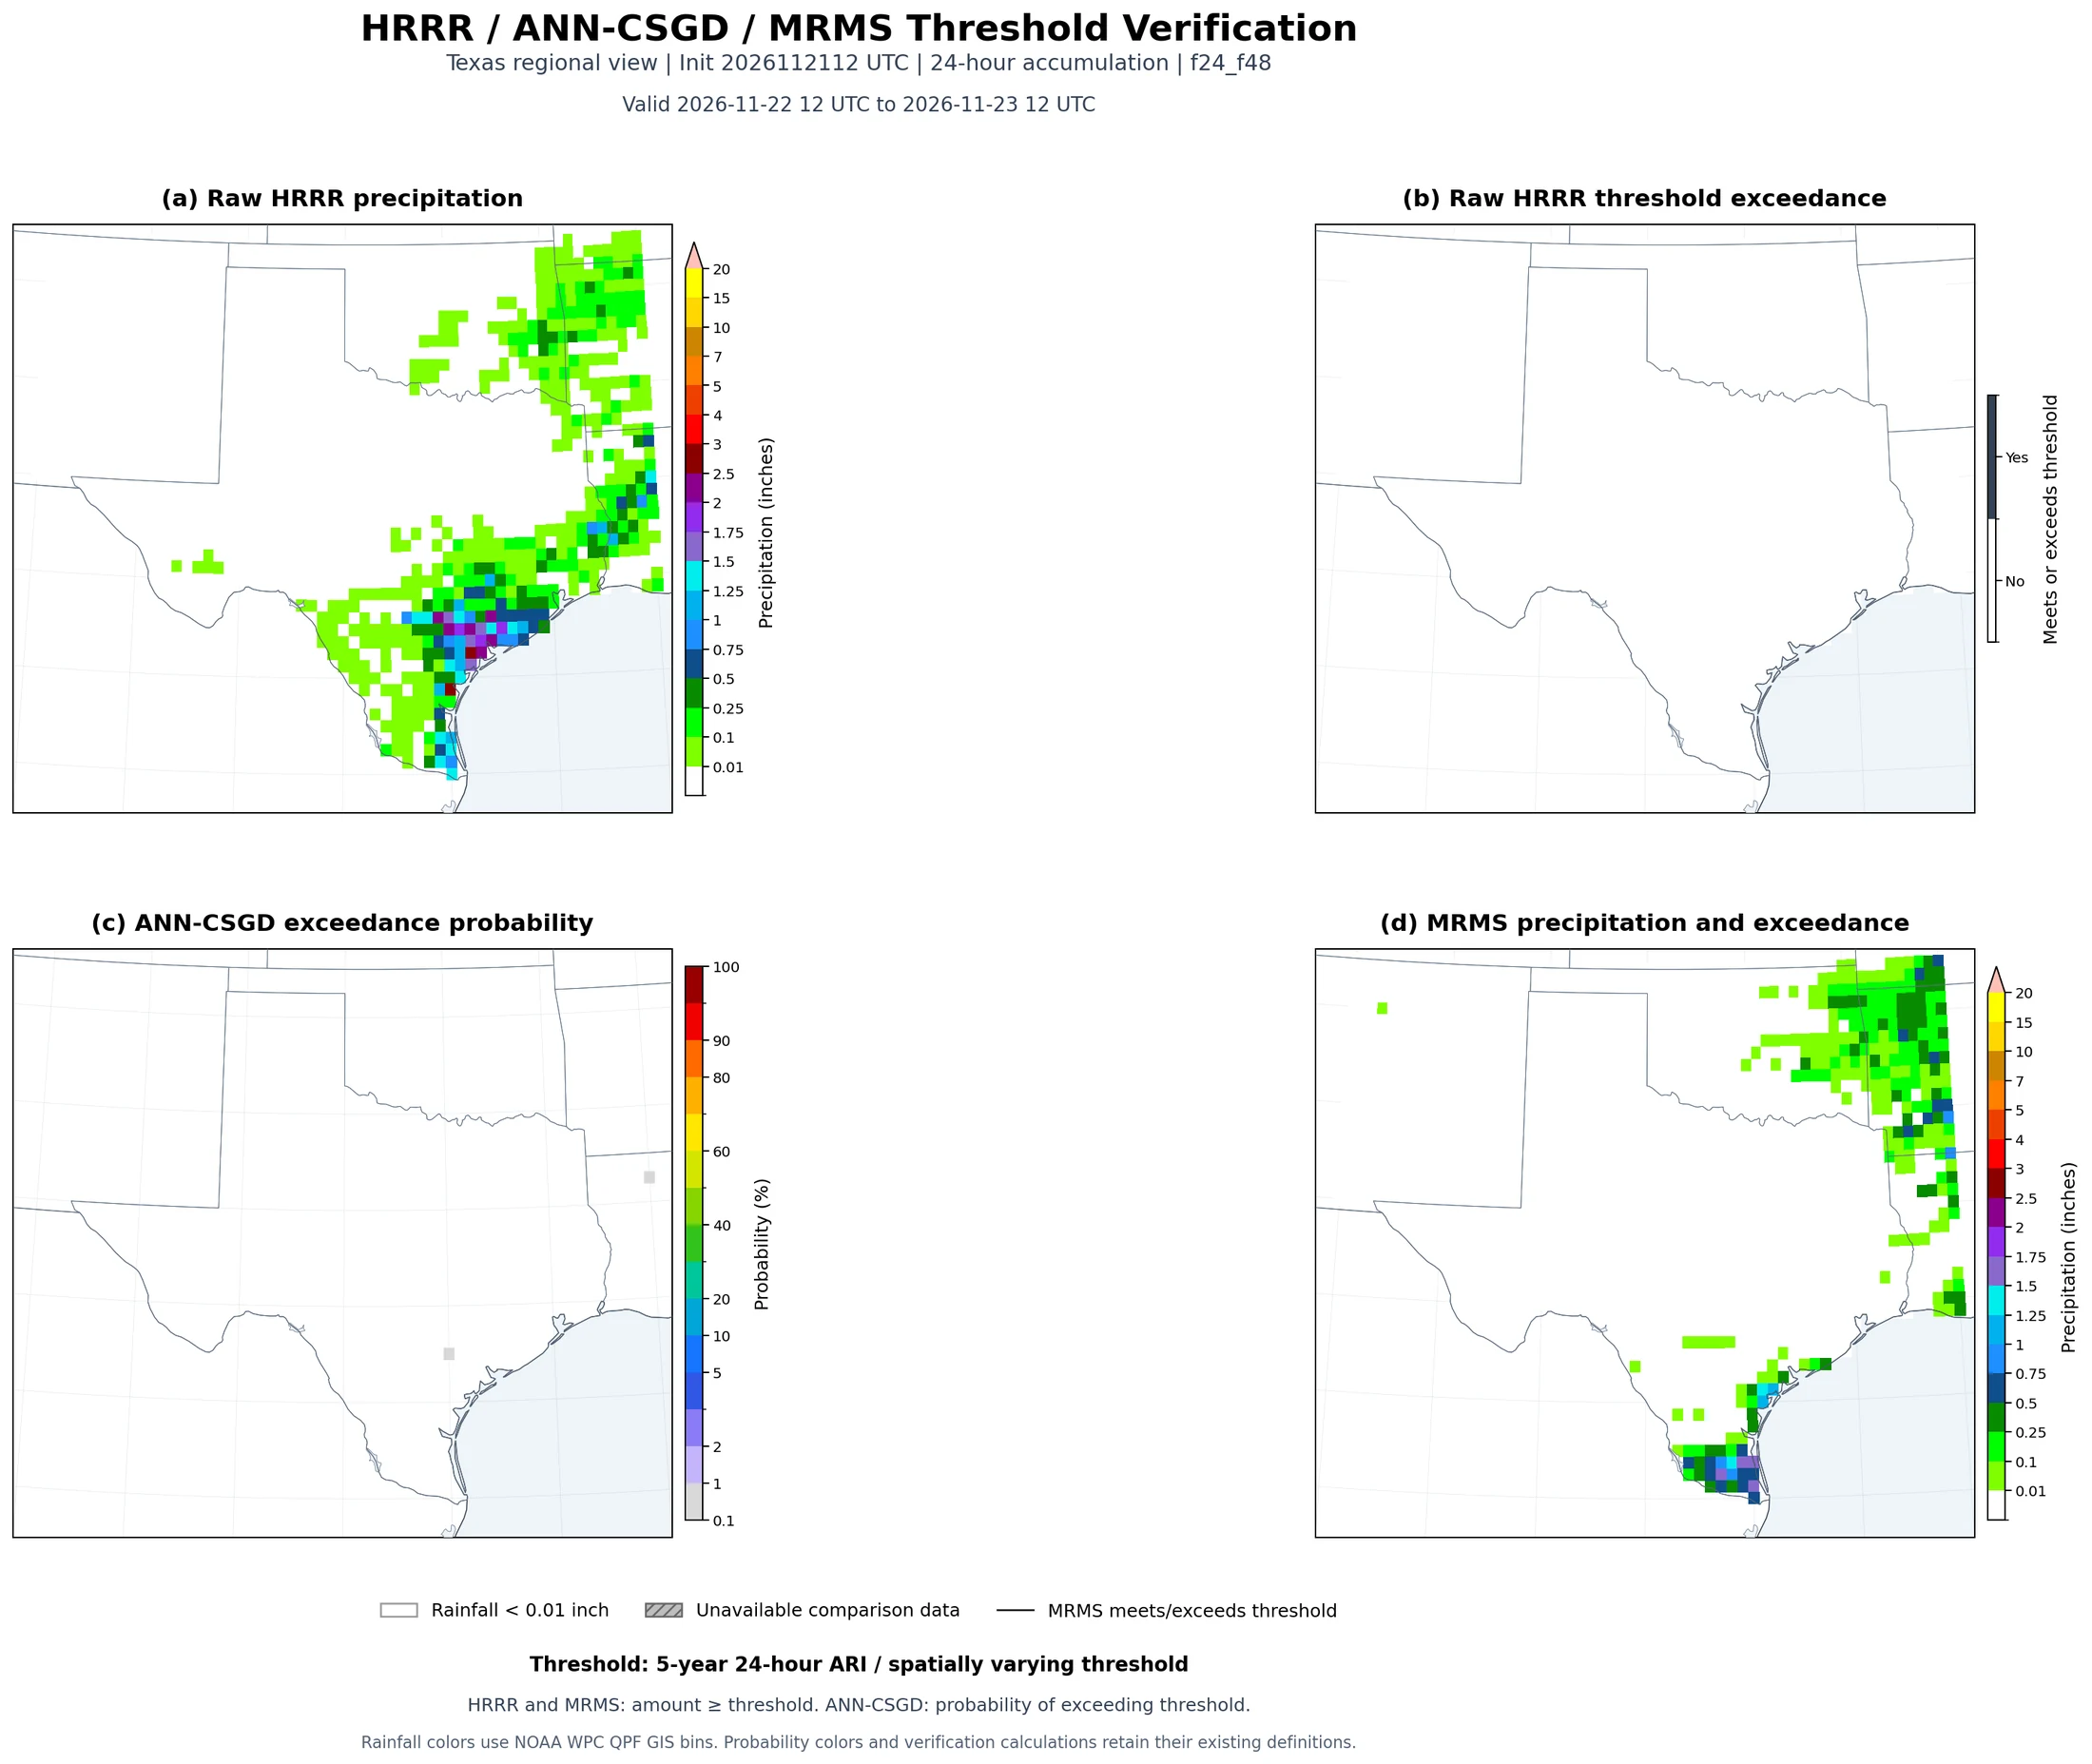 HRRR / ANN-CSGD / MRMS Threshold Verification
Texas regional view | Init 2026112112 UTC | 24-hour accumulation | f24_f48
Valid 2026-11-22 12 UTC to 2026-11-23 12 UTC
(a) Raw HRRR precipitation
20
15
10
7
5
4
3
2.5
2
1.75
1.5
1.25
1
0.75
0.5
0.25
0.1
0.01
Precipitation (inches)
(b) Raw HRRR threshold exceedance
Yes
No
Meets or exceeds threshold
(c) ANN-CSGD exceedance probability
100
90
80
60
40
20
10
5
2
1
0.1
Probability (%)
(d) MRMS precipitation and exceedance
20
15
10
7
5
4
3
2.5
2
1.75
1.5
1.25
1
0.75
0.5
0.25
0.1
0.01
Precipitation (inches)
Rainfall < 0.01 inch
Unavailable comparison data
MRMS meets/exceeds threshold
Threshold: 5-year 24-hour ARI / spatially varying threshold
HRRR and MRMS: amount ≥ threshold. ANN-CSGD: probability of exceeding threshold.
Rainfall colors use NOAA WPC QPF GIS bins. Probability colors and verification calculations retain their existing definitions.